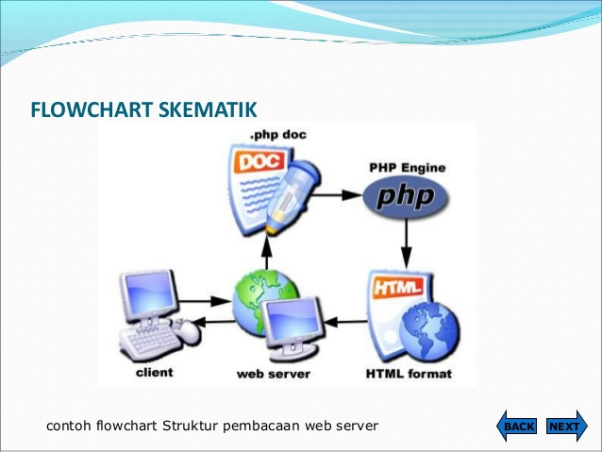 FLOWCHART SKEMATIK
.php doc
DOC
PHP Engine
php
HTML
client
web server
HTML format
contoh flowchart Struktur pembacaan web server
BACK
NEXT